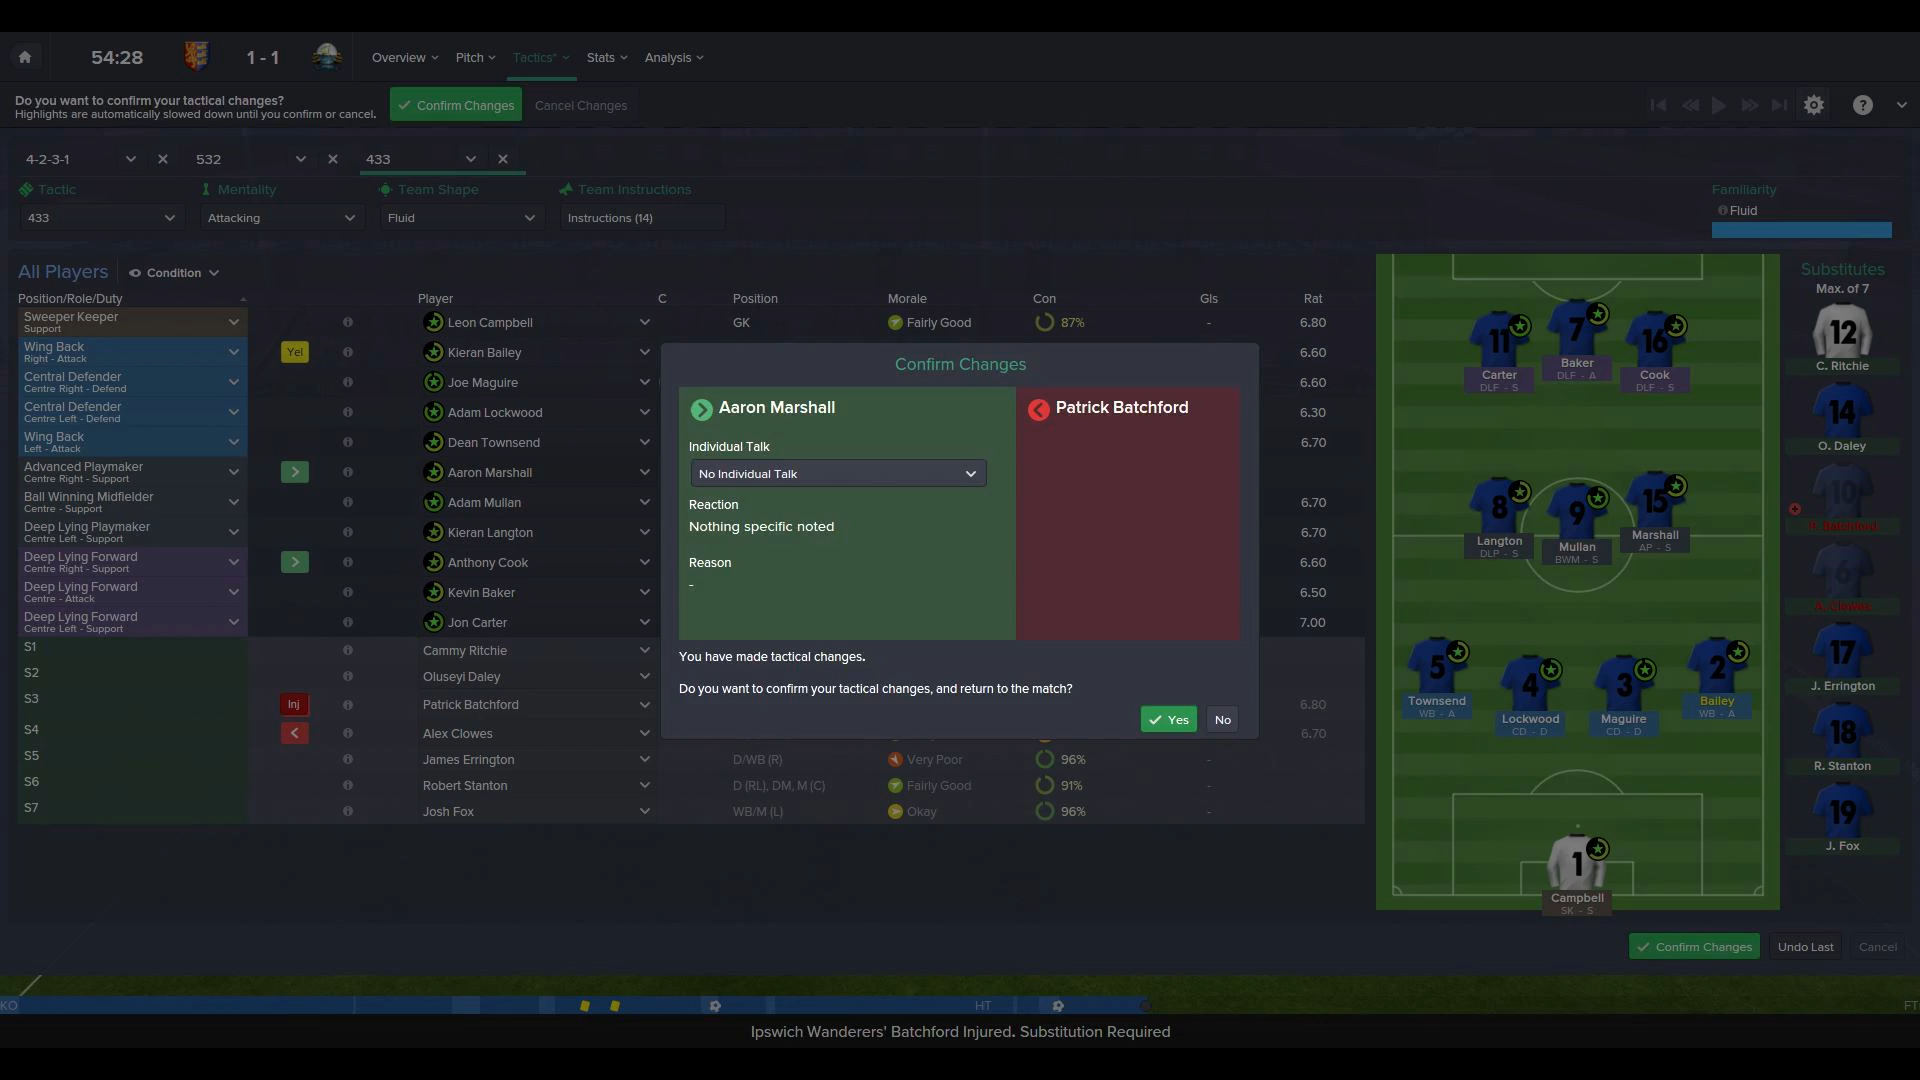 54:28
1 - 1
Overview
Pitch
Tactics*
Stats
Analysis
Do you want to confirm your tactical changes?
Highlights are automatically slowed down until you confirm or cancel.
Confirm Changes
Cancel Changes
4-2-3-1
532
433
Tactic
Mentality
Team Shape
Team Instructions
Familiarity
433
Attacking
Fluid
Instructions (14)
Fluid
All Players
Condition
Position/Role/Duty
Player
C
Position
Morale
Con
Gls
Rat
Sweeper Keeper
Support
Leon Campbell
GK
Fairly Good
87%
-
6.80
Wing Back
Right - Attack
Yel
Kieran Bailey
6.60
Central Defender
Centre Right - Defend
Joe Maguire
6.60
Central Defender
Centre Left - Defend
Adam Lockwood
6.30
Wing Back
Left - Attack
Dean Townsend
6.70
Advanced Playmaker
Centre Right - Support
Aaron Marshall
Ball Winning Midfielder
Centre - Support
Adam Mullan
6.70
Deep Lying Playmaker
Centre Left - Support
Kieran Langton
6.70
Deep Lying Forward
Centre Right - Support
Anthony Cook
6.60
Deep Lying Forward
Centre - Attack
Kevin Baker
6.50
Deep Lying Forward
Centre Left - Support
Jon Carter
7.00
S1
Cammy Ritchie
S2
Oluseyi Daley
S3
Inj
Patrick Batchford
6.80
S4
Alex Clowes
6.70
S5
James Errington
D/WB (R)
Very Poor
96%
-
S6
Robert Stanton
D (RL), DM, M (C)
Fairly Good
91%
-
S7
Josh Fox
WB/M (L)
Okay
96%
-
Confirm Changes
Aaron Marshall
Patrick Batchford
Individual Talk
No Individual Talk
Reaction
Nothing specific noted
Reason
-
You have made tactical changes.
Do you want to confirm your tactical changes, and return to the match?
Yes
No
11
Carter
DLF - S
7
Baker
DLF - A
16
Cook
DLF - S
8
Langton
DLP - S
9
Mullan
BWM - S
15
Marshall
AP - S
5
Townsend
WB - A
4
Lockwood
CD - D
3
Maguire
CD - D
2
Bailey
WB - A
1
Campbell
SK - S
Substitutes
Max. of 7
12
C. Ritchie
14
O. Daley
10
P. Batchford
6
A. Clowes
17
J. Errington
18
R. Stanton
19
J. Fox
Confirm Changes
Undo Last
Cancel
KO
HT
FT
Ipswich Wanderers' Batchford Injured. Substitution Required